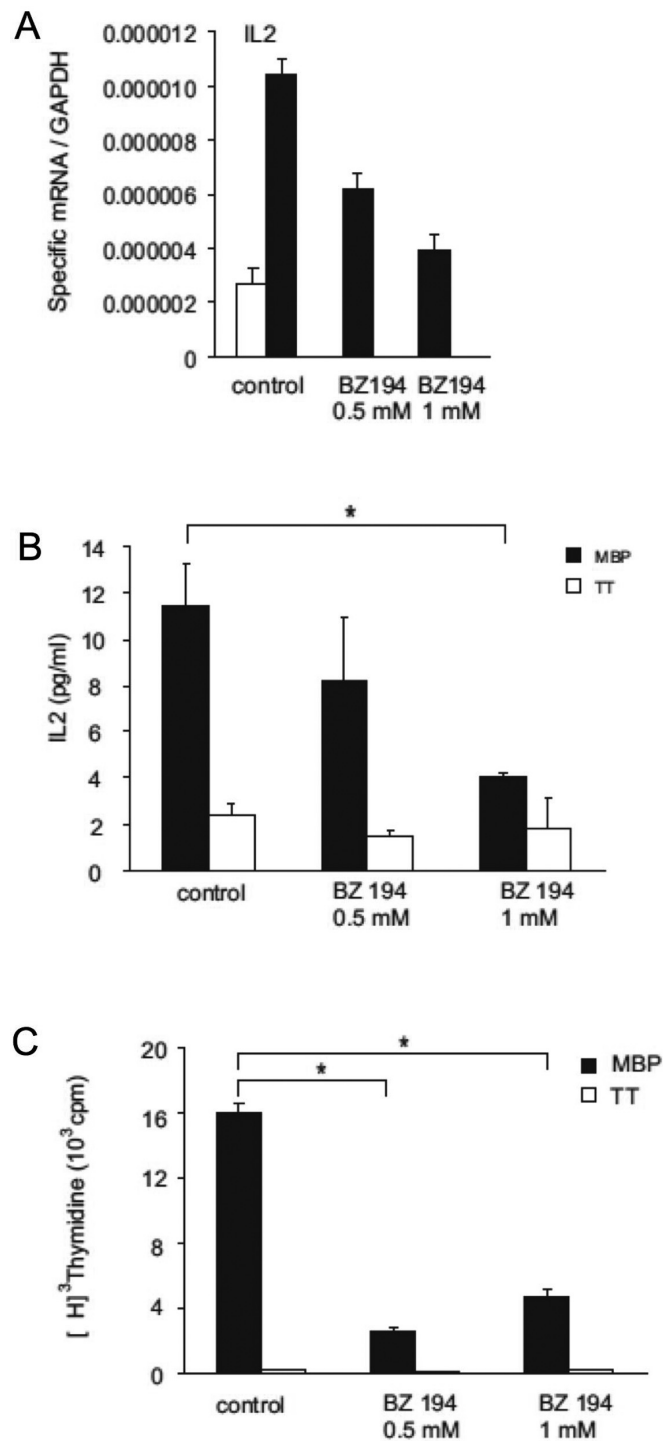 A
IL2
Specific mRNA / GAPDH
0.000012
0.000010
0.000008
0.000006
0.000004
0.000002
0
control
BZ194
0.5 mM
BZ194
1 mM
B
*
MBP
TT
IL2 (pg/ml)
14
12
10
8
6
4
2
0
control
BZ 194
0.5 mM
BZ 194
1 mM
C
*
*
MBP
TT
[ H]³Thymidine (10³cpm)
20
16
12
8
4
0
control
BZ 194
0.5 mM
BZ 194
1 mM